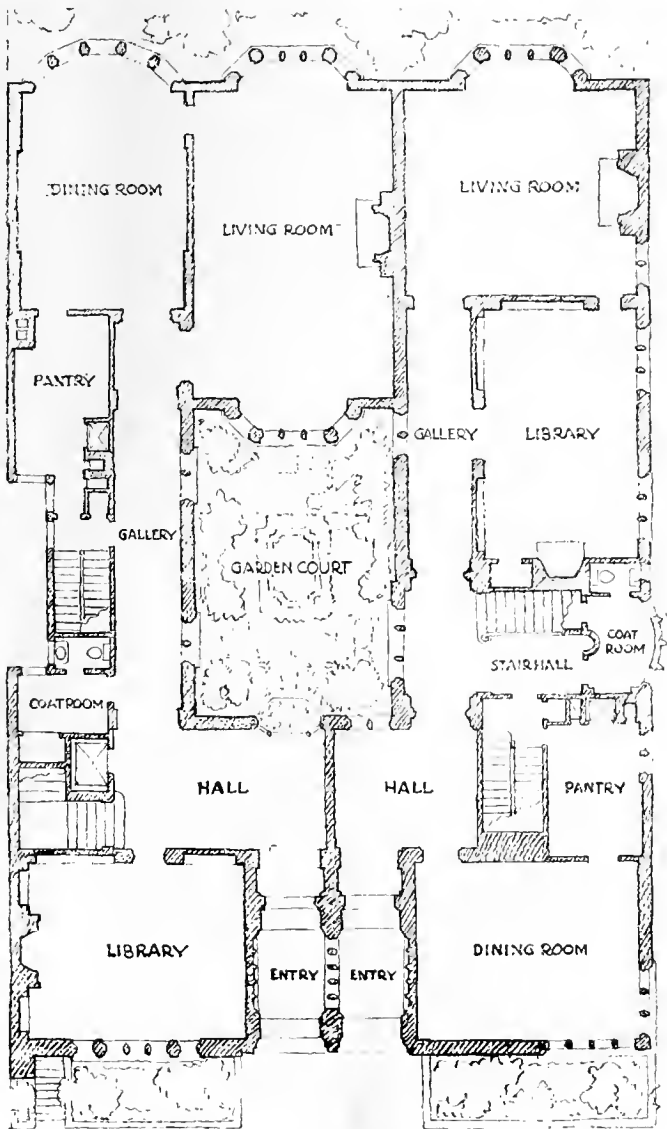 DINING ROOM
LIVING ROOM
LIVING ROOM
PANTRY
GALLERY
LIBRARY
GALLERY
GARDEN COURT
COAT
ROOM
STAIRHALL
COATROOM
HALL
HALL
PANTRY
LIBRARY
ENTRY
ENTRY
DINING ROOM